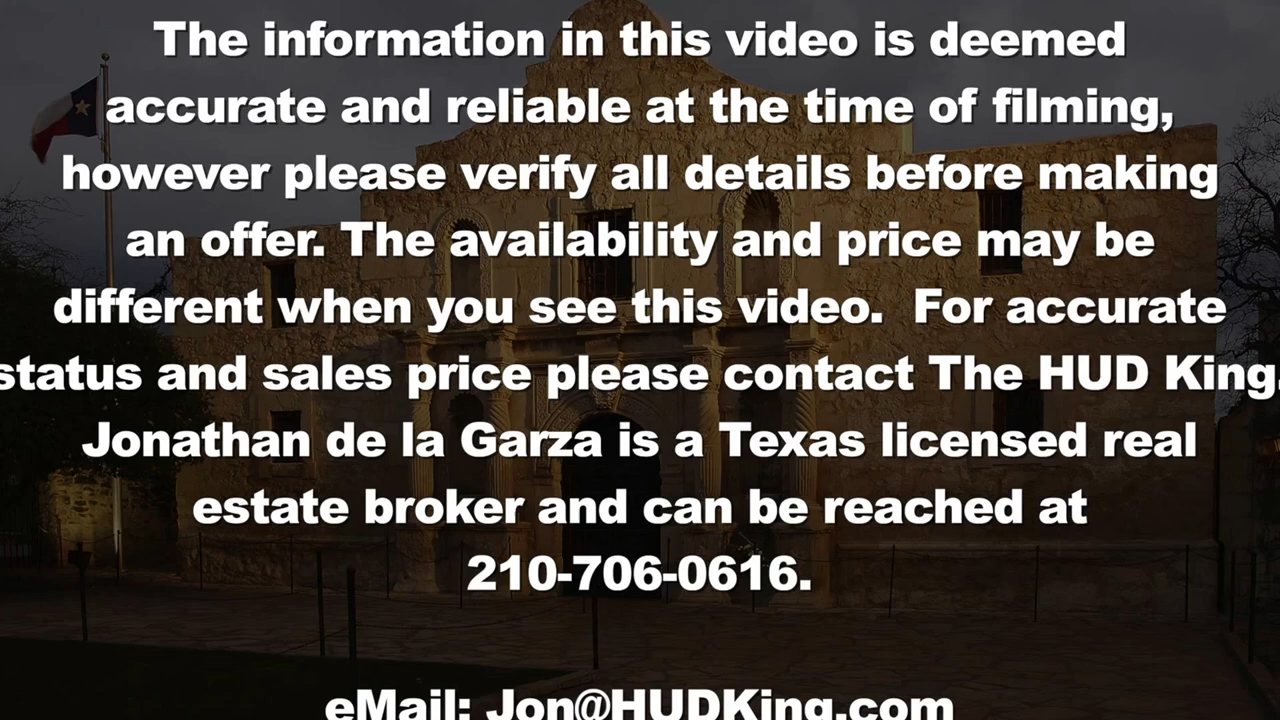 The information in this video is deemed
accurate and reliable at the time of filming,
however please verify all details before making
an offer. The availability and price may be
different when you see this video.  For accurate
status and sales price please contact The HUD King.
Jonathan de la Garza is a Texas licensed real
estate broker and can be reached at
210-706-0616.
eMail: Jon@HUDKing.com